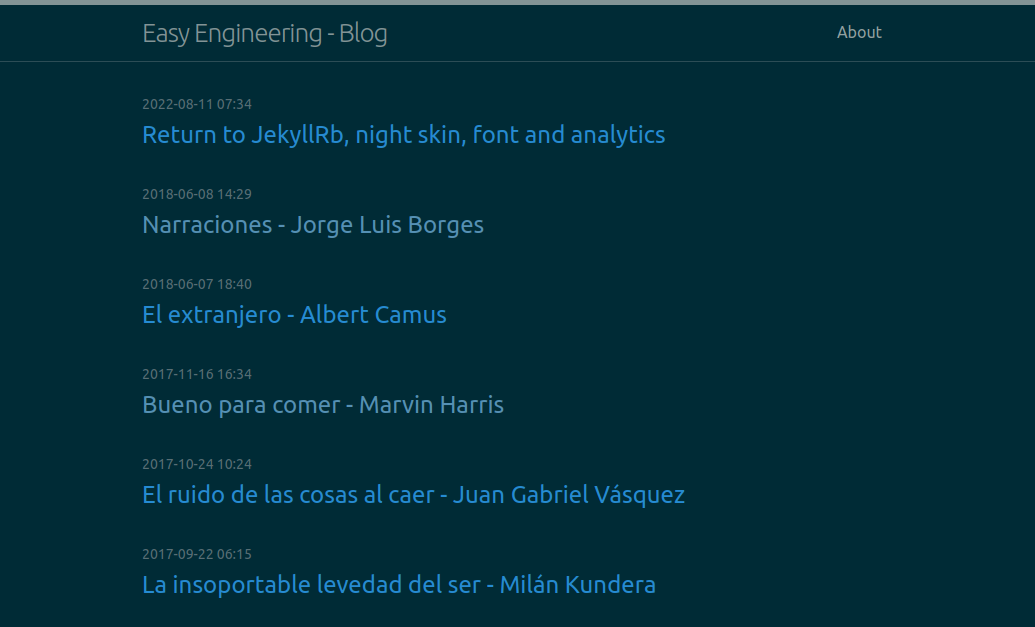 Easy Engineering - Blog
About
2022-08-11 07:34
Return to JekyllRb, night skin, font and analytics
2018-06-08 14:29
Narraciones - Jorge Luis Borges
2018-06-07 18:40
El extranjero - Albert Camus
2017-11-16 16:34
Bueno para comer - Marvin Harris
2017-10-24 10:24
El ruido de las cosas al caer - Juan Gabriel Vásquez
2017-09-22 06:15
La insoportable levedad del ser - Milán Kundera